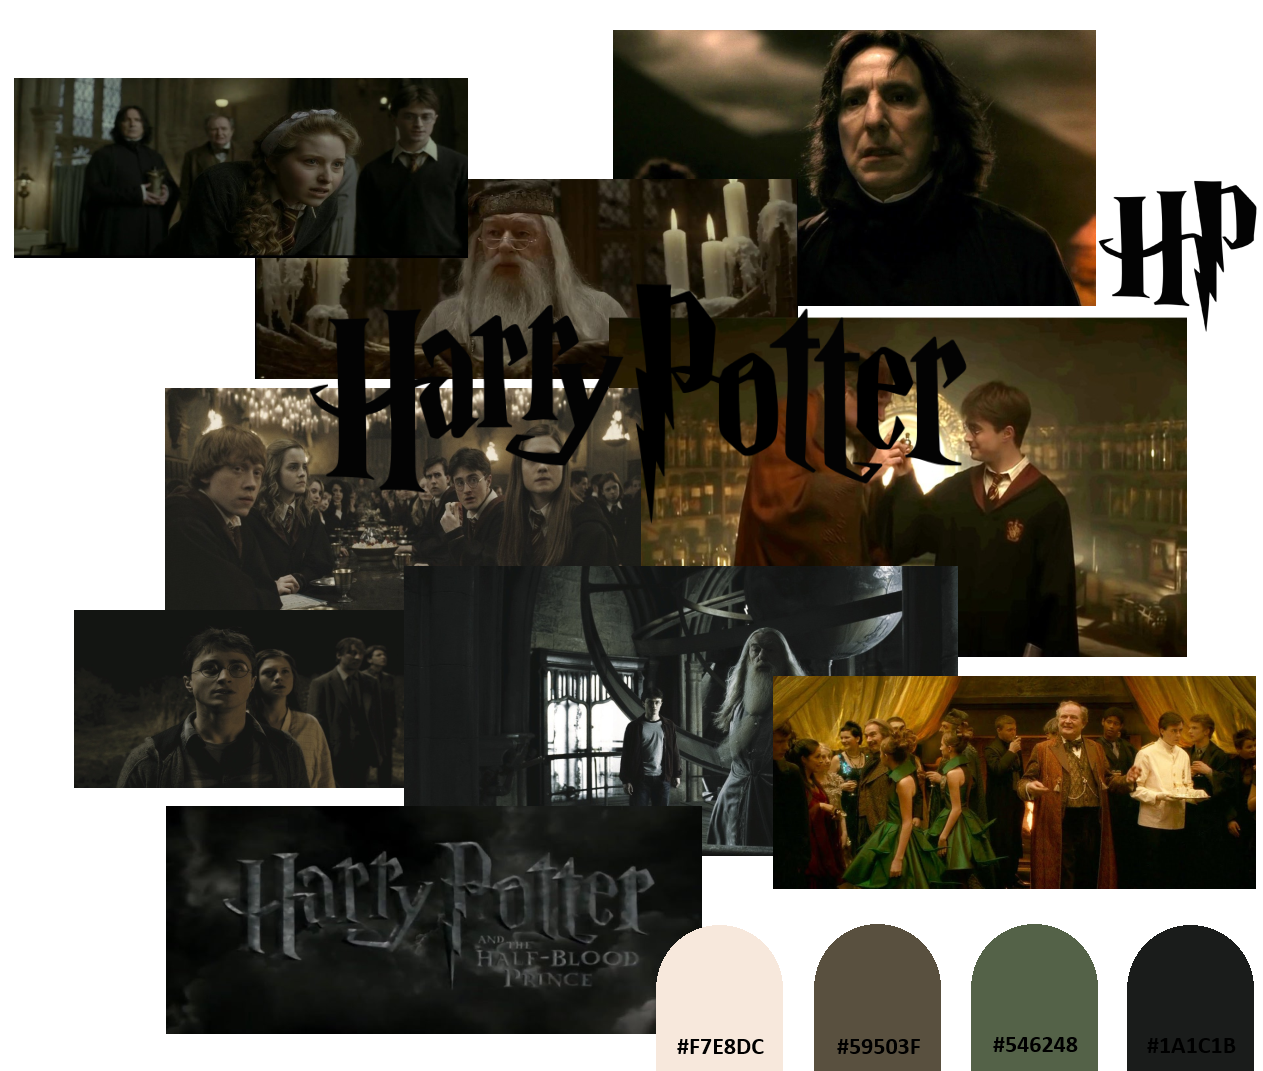 HP
Harry Potter
Harry Potter
AND THE
HALF-BLOOD
PRINCE
#F7E8DC
#59503F
#546248
#1A1C1B